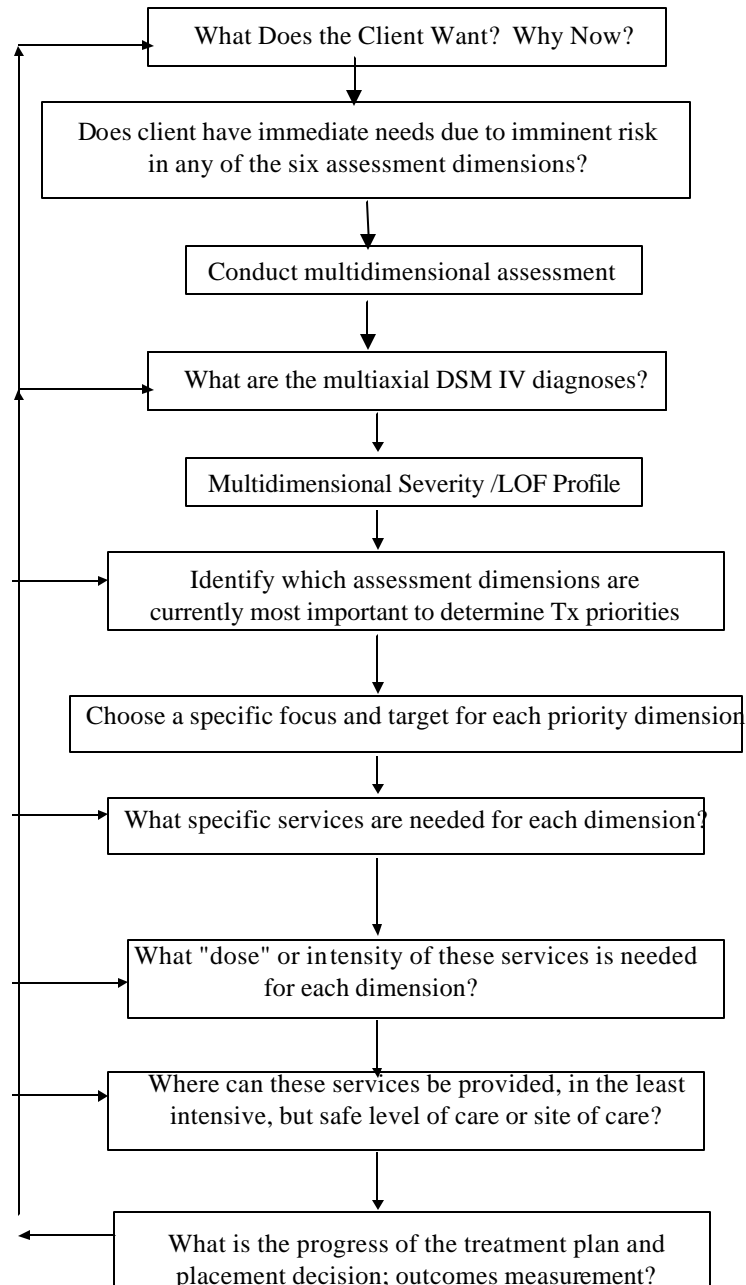 What Does the Client Want?  Why Now?
Does client have immediate needs due to imminent risk
in any of the six assessment dimensions?
Conduct multidimensional assessment
What are the multiaxial DSM IV diagnoses?
Multidimensional Severity /LOF Profile
Identify which assessment dimensions are
currently most important to determine Tx priorities
Choose a specific focus and target for each priority dimension
What specific services are needed for each dimension?
What "dose" or intensity of these services is needed
for each dimension?
Where can these services be provided, in the least
intensive, but safe level of care or site of care?
What is the progress of the treatment plan and
placement decision; outcomes measurement?